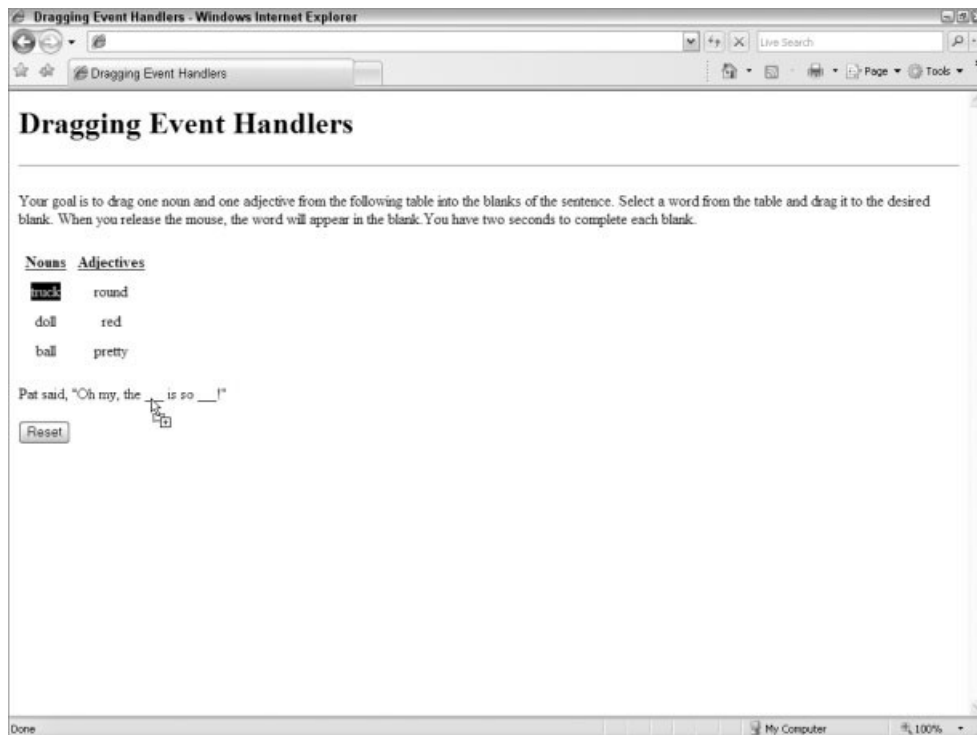 Dragging Event Handlers - Windows Internet Explorer
Live Search
Dragging Event Handlers
Page Tools
Dragging Event Handlers
Your goal is to drag one noun and one adjective from the following table into the blanks of the sentence. Select a word from the table and drag it to the desired
blank. When you release the mouse, the word will appear in the blank. You have two seconds to complete each blank.
Nouns Adjectives
truck round
doll red
ball pretty
Pat said, "Oh my, the ___ is so ___!"
Reset
Done My Computer 100%